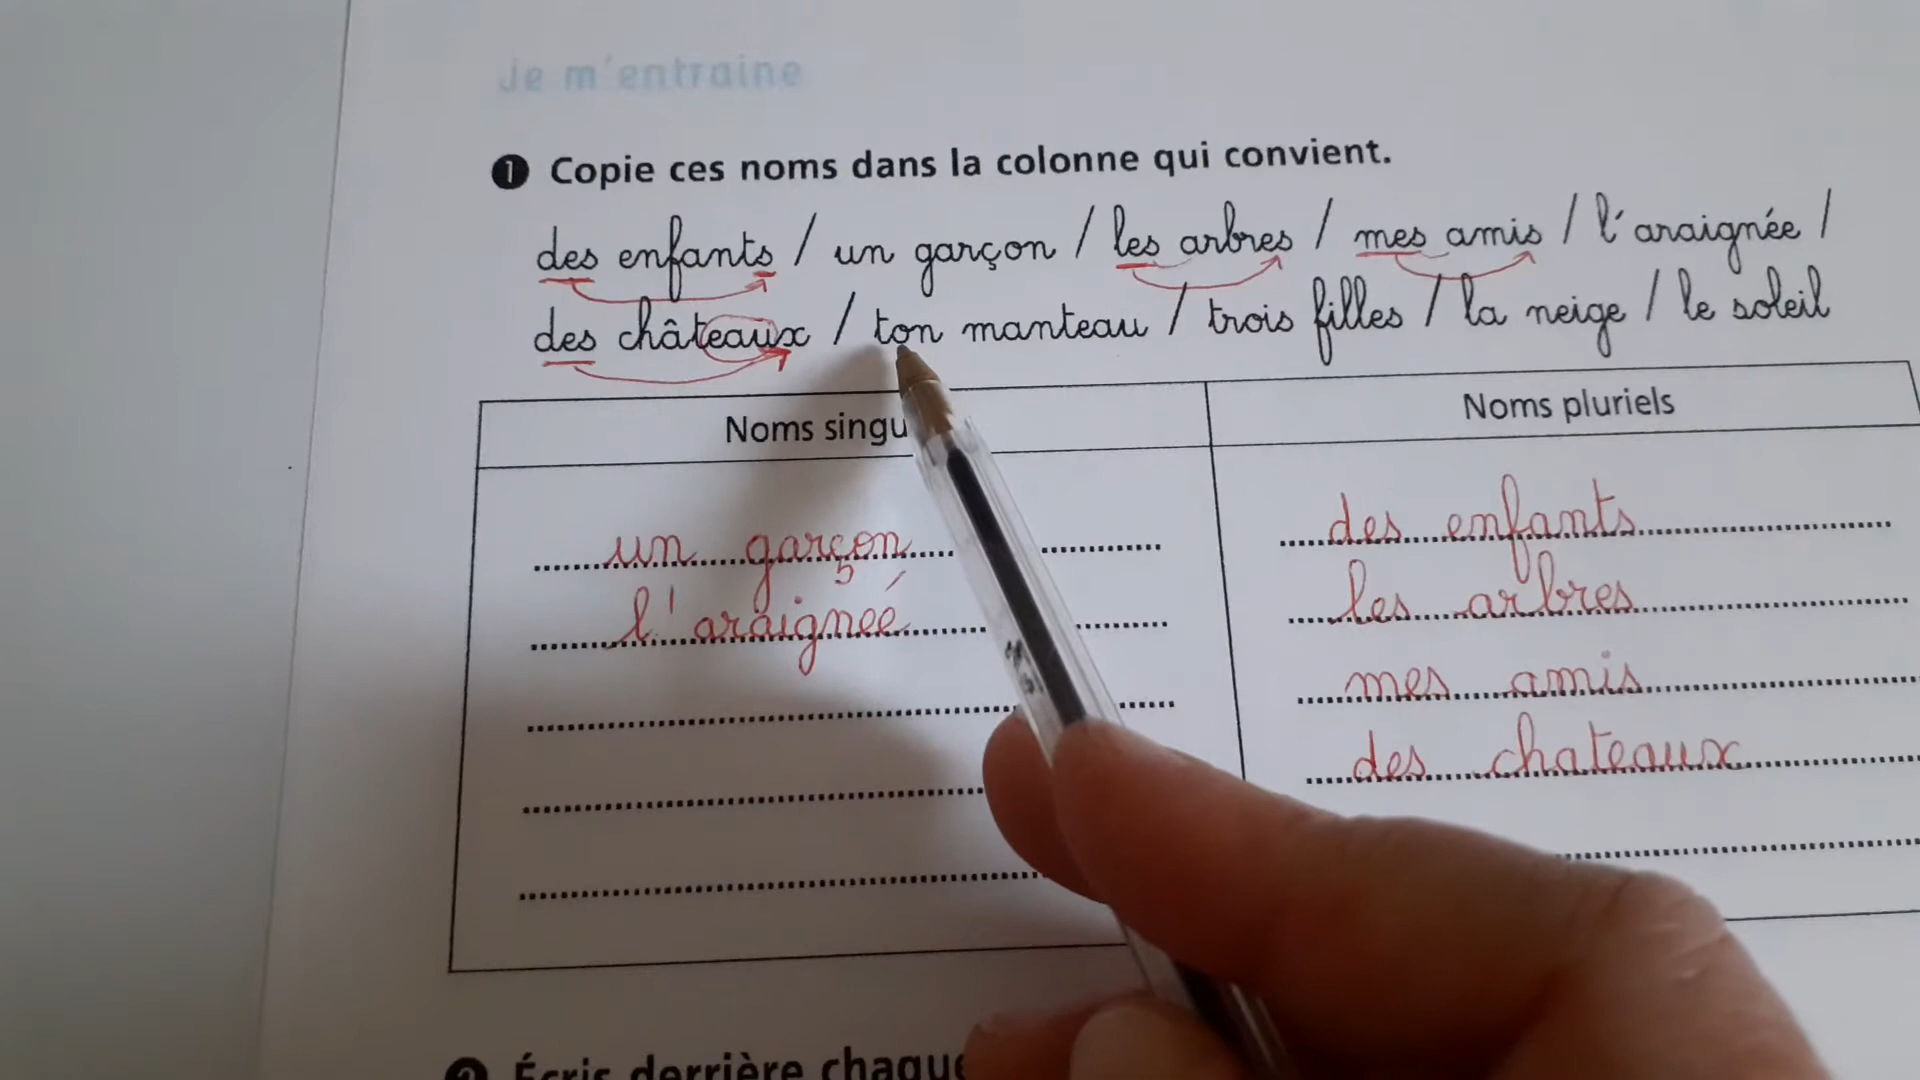 Je m'entraine
1 Copie ces noms dans la colonne qui convient.
des enfants / un garçon / les arbres / mes amis / l'araignée /
des châteaux / ton manteau / trois filles / la neige / le soleil
Noms singu Noms pluriels
un garçon des enfants
l'araigneé les arbres
mes amis
des chateaux
Écris derrière chaque